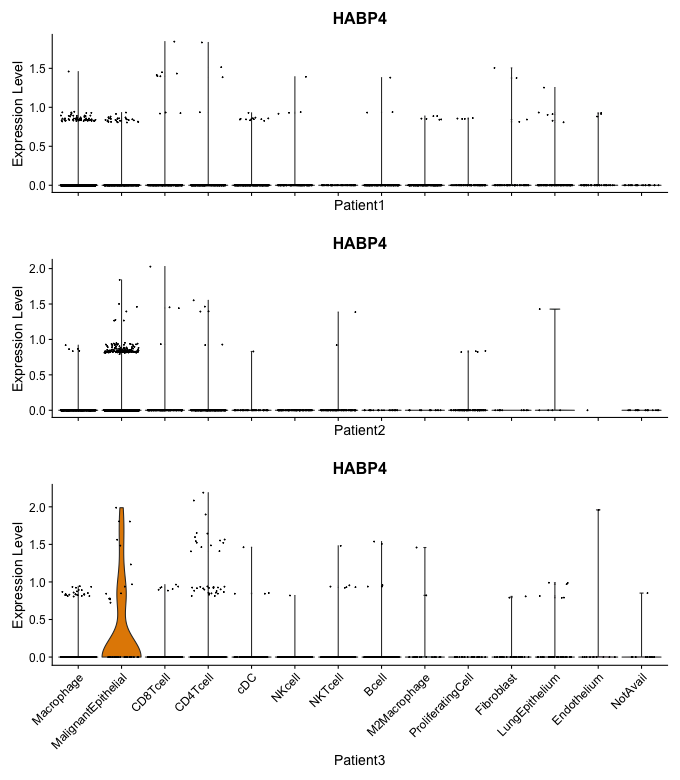 HABP4
Expression Level
1.5
1.0
0.5
0.0
Patient1
HABP4
Expression Level
2.0
1.5
1.0
0.5
0.0
Patient2
HABP4
Expression Level
2.0
1.5
1.0
0.5
0.0
Macrophage
MalignantEpithelial
CD8Tcell
CD4Tcell
cDC
NKcell
NKTcell
Bcell
M2Macrophage
ProliferatingCell
Fibroblast
LungEpithelium
Endothelium
NotAvail
Patient3